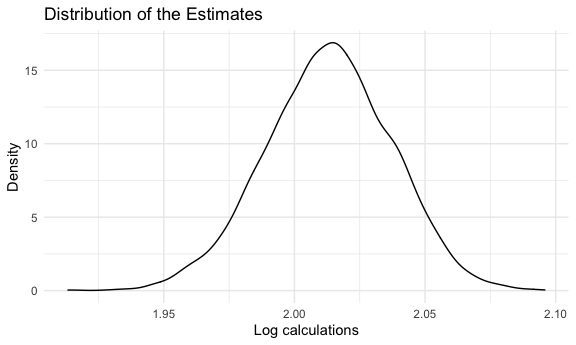 Distribution of the Estimates
15
10
5
0
Density
1.95 2.00 2.05 2.10
Log calculations